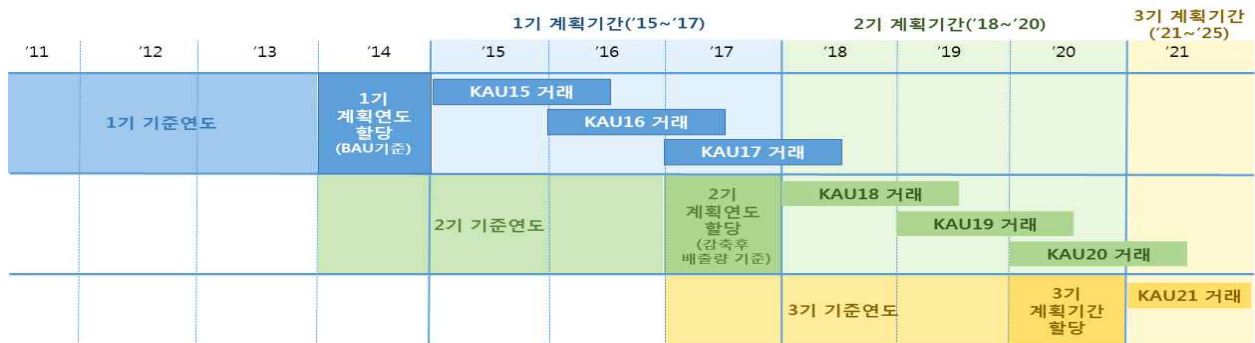 1기 계획기간('15~'17)
2기 계획기간('18~'20)
3기 계획기간
('21~'25)
'11 '12 '13 '14 '15 '16 '17 '18 '19 '20 '21
1기 기준연도
1기
계획연도
할당
(BAU기준)
KAU15 거래
KAU16 거래
KAU17 거래
2기 기준연도
2기
계획연도
할당
(감축후
배출량 기준)
KAU18 거래
KAU19 거래
KAU20 거래
3기 기준연도
3기
계획기간
할당
KAU21 거래